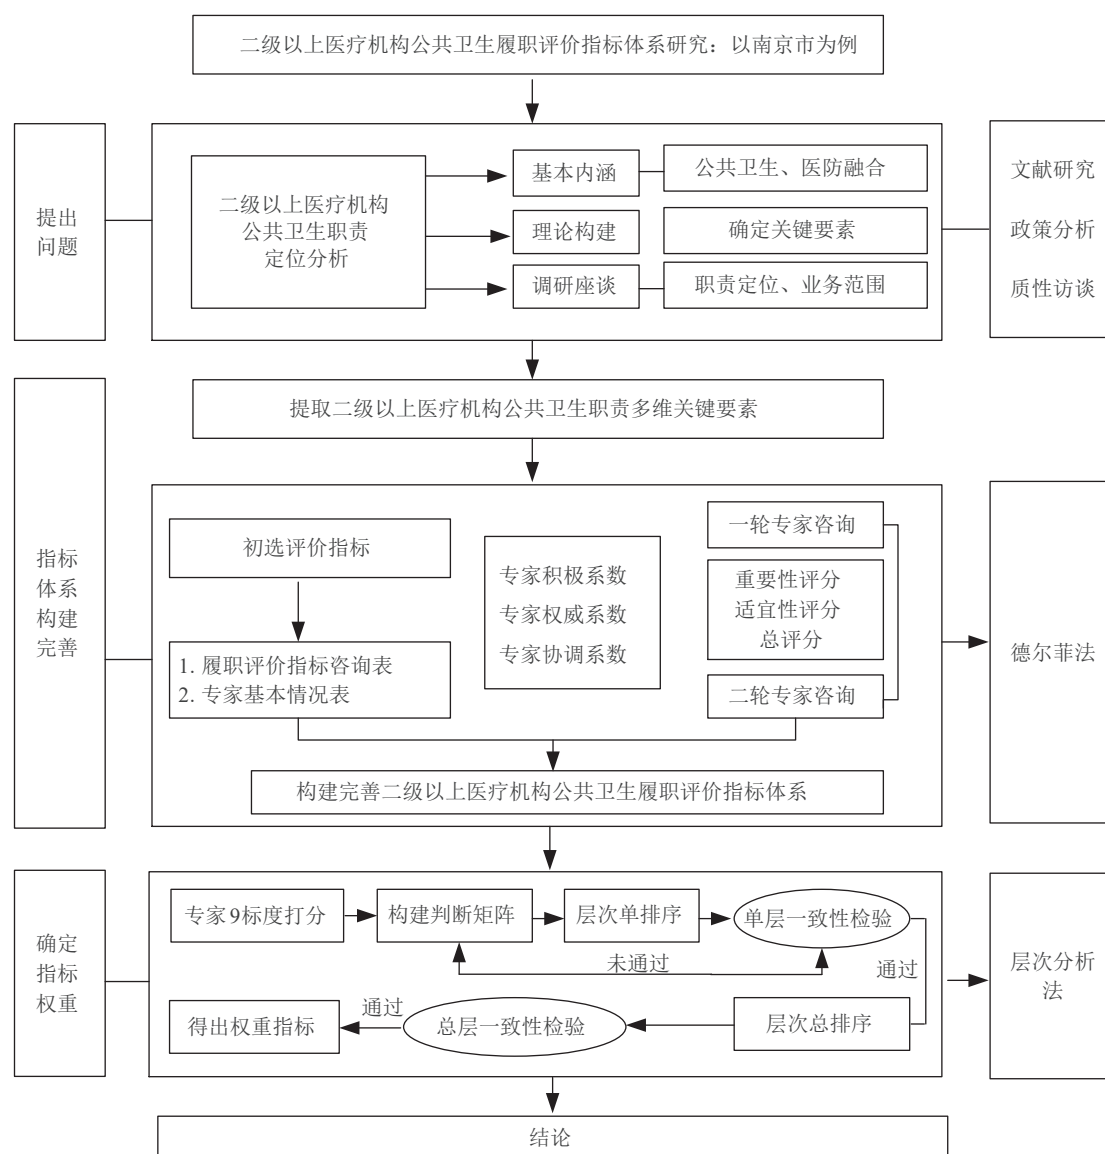 二级以上医疗机构公共卫生履职评价指标体系研究：以南京市为例
提出
问题
二级以上医疗机构
公共卫生职责
定位分析
基本内涵
公共卫生、医防融合
理论构建
确定关键要素
调研座谈
职责定位、业务范围
文献研究
政策分析
质性访谈
提取二级以上医疗机构公共卫生职责多维关键要素
指标
体系
构建
完善
初选评价指标
1. 履职评价指标咨询表
2. 专家基本情况表
专家积极系数
专家权威系数
专家协调系数
一轮专家咨询
重要性评分
适宜性评分
总评分
二轮专家咨询
构建完善二级以上医疗机构公共卫生履职评价指标体系
德尔菲法
确定
指标
权重
专家9标度打分
构建判断矩阵
层次单排序
单层一致性检验
未通过
通过
得出权重指标
通过
总层一致性检验
层次总排序
层次分析
法
结论